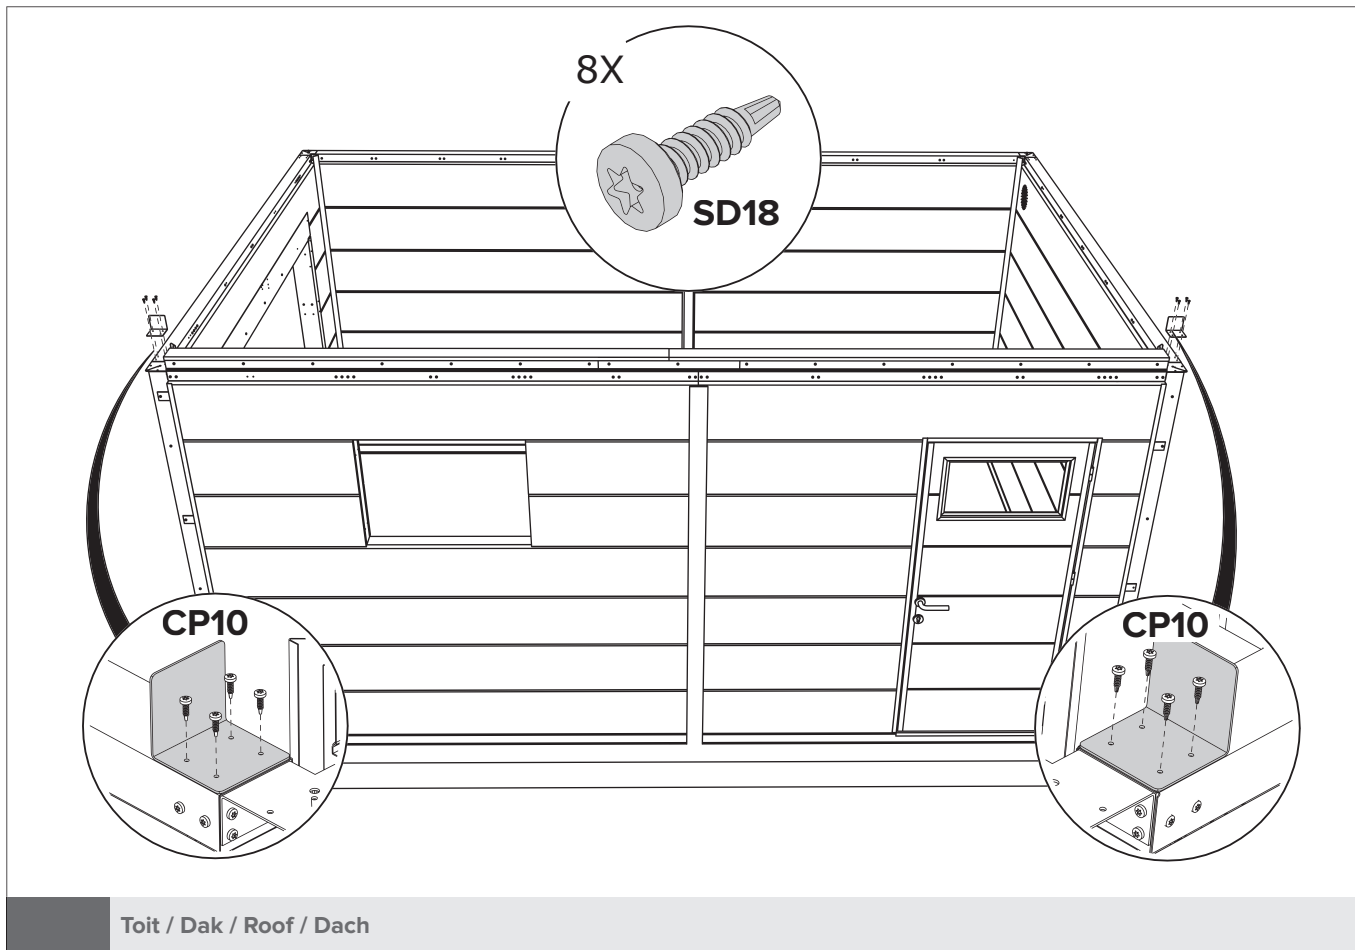 8X
SD18
CP10
CP10
Toit / Dak / Roof / Dach